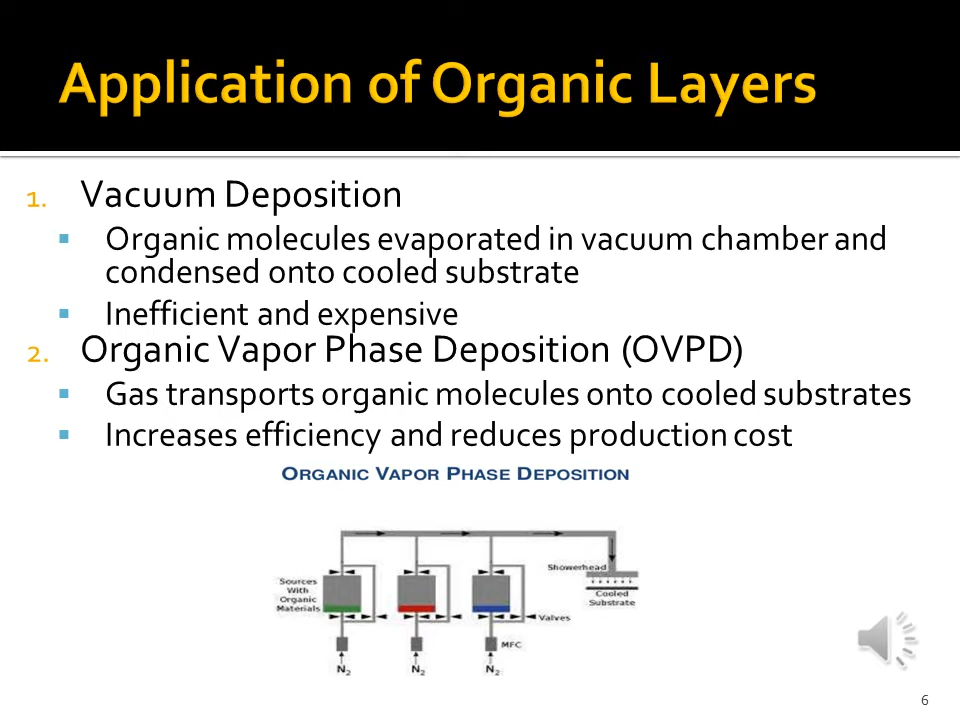 Application of Organic Layers
1. Vacuum Deposition
▪ Organic molecules evaporated in vacuum chamber and
condensed onto cooled substrate
▪ Inefficient and expensive
2. Organic Vapor Phase Deposition (OVPD)
▪ Gas transports organic molecules onto cooled substrates
▪ Increases efficiency and reduces production cost
ORGANIC VAPOR PHASE DEPOSITION
Showerhead
Sources
With
Organic
Materials
Cooled
Substrate
Valves
MFC
N2 N2 N2
6